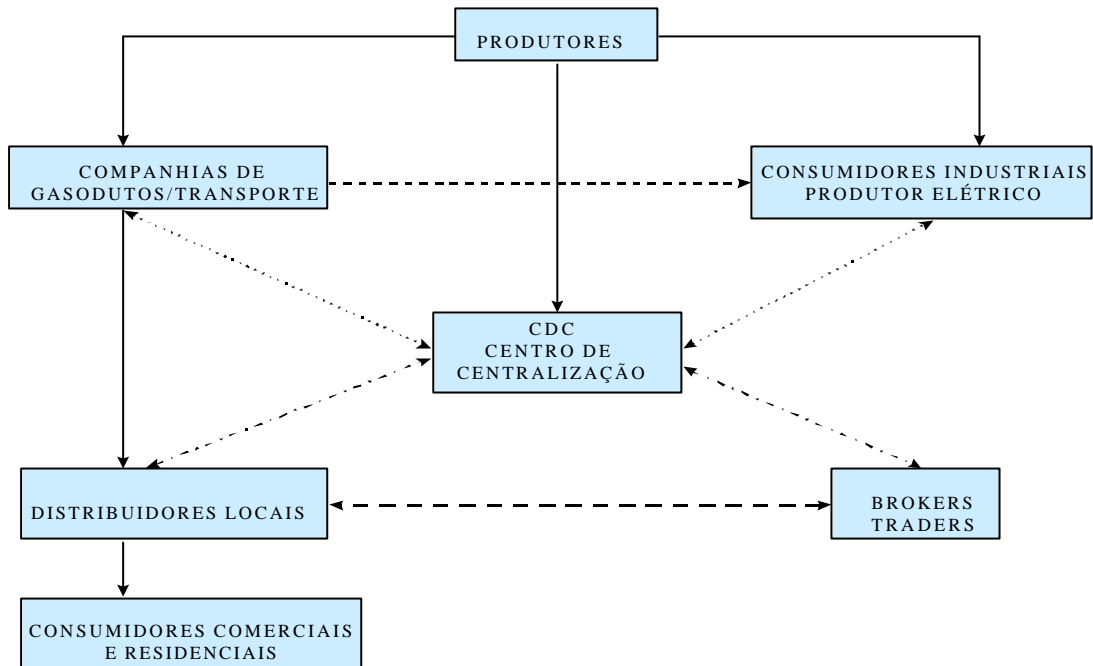 PRODUTORES
COMPANHIAS DE
GASODUTOS/TRANSPORTE
CONSUMIDORES INDUSTRIAIS
PRODUTOR ELÉTRICO
CDC
CENTRO DE
CENTRALIZAÇÃO
DISTRIBUIDORES LOCAIS
BROKERS
TRADERS
CONSUMIDORES COMERCIAIS
E RESIDENCIAIS